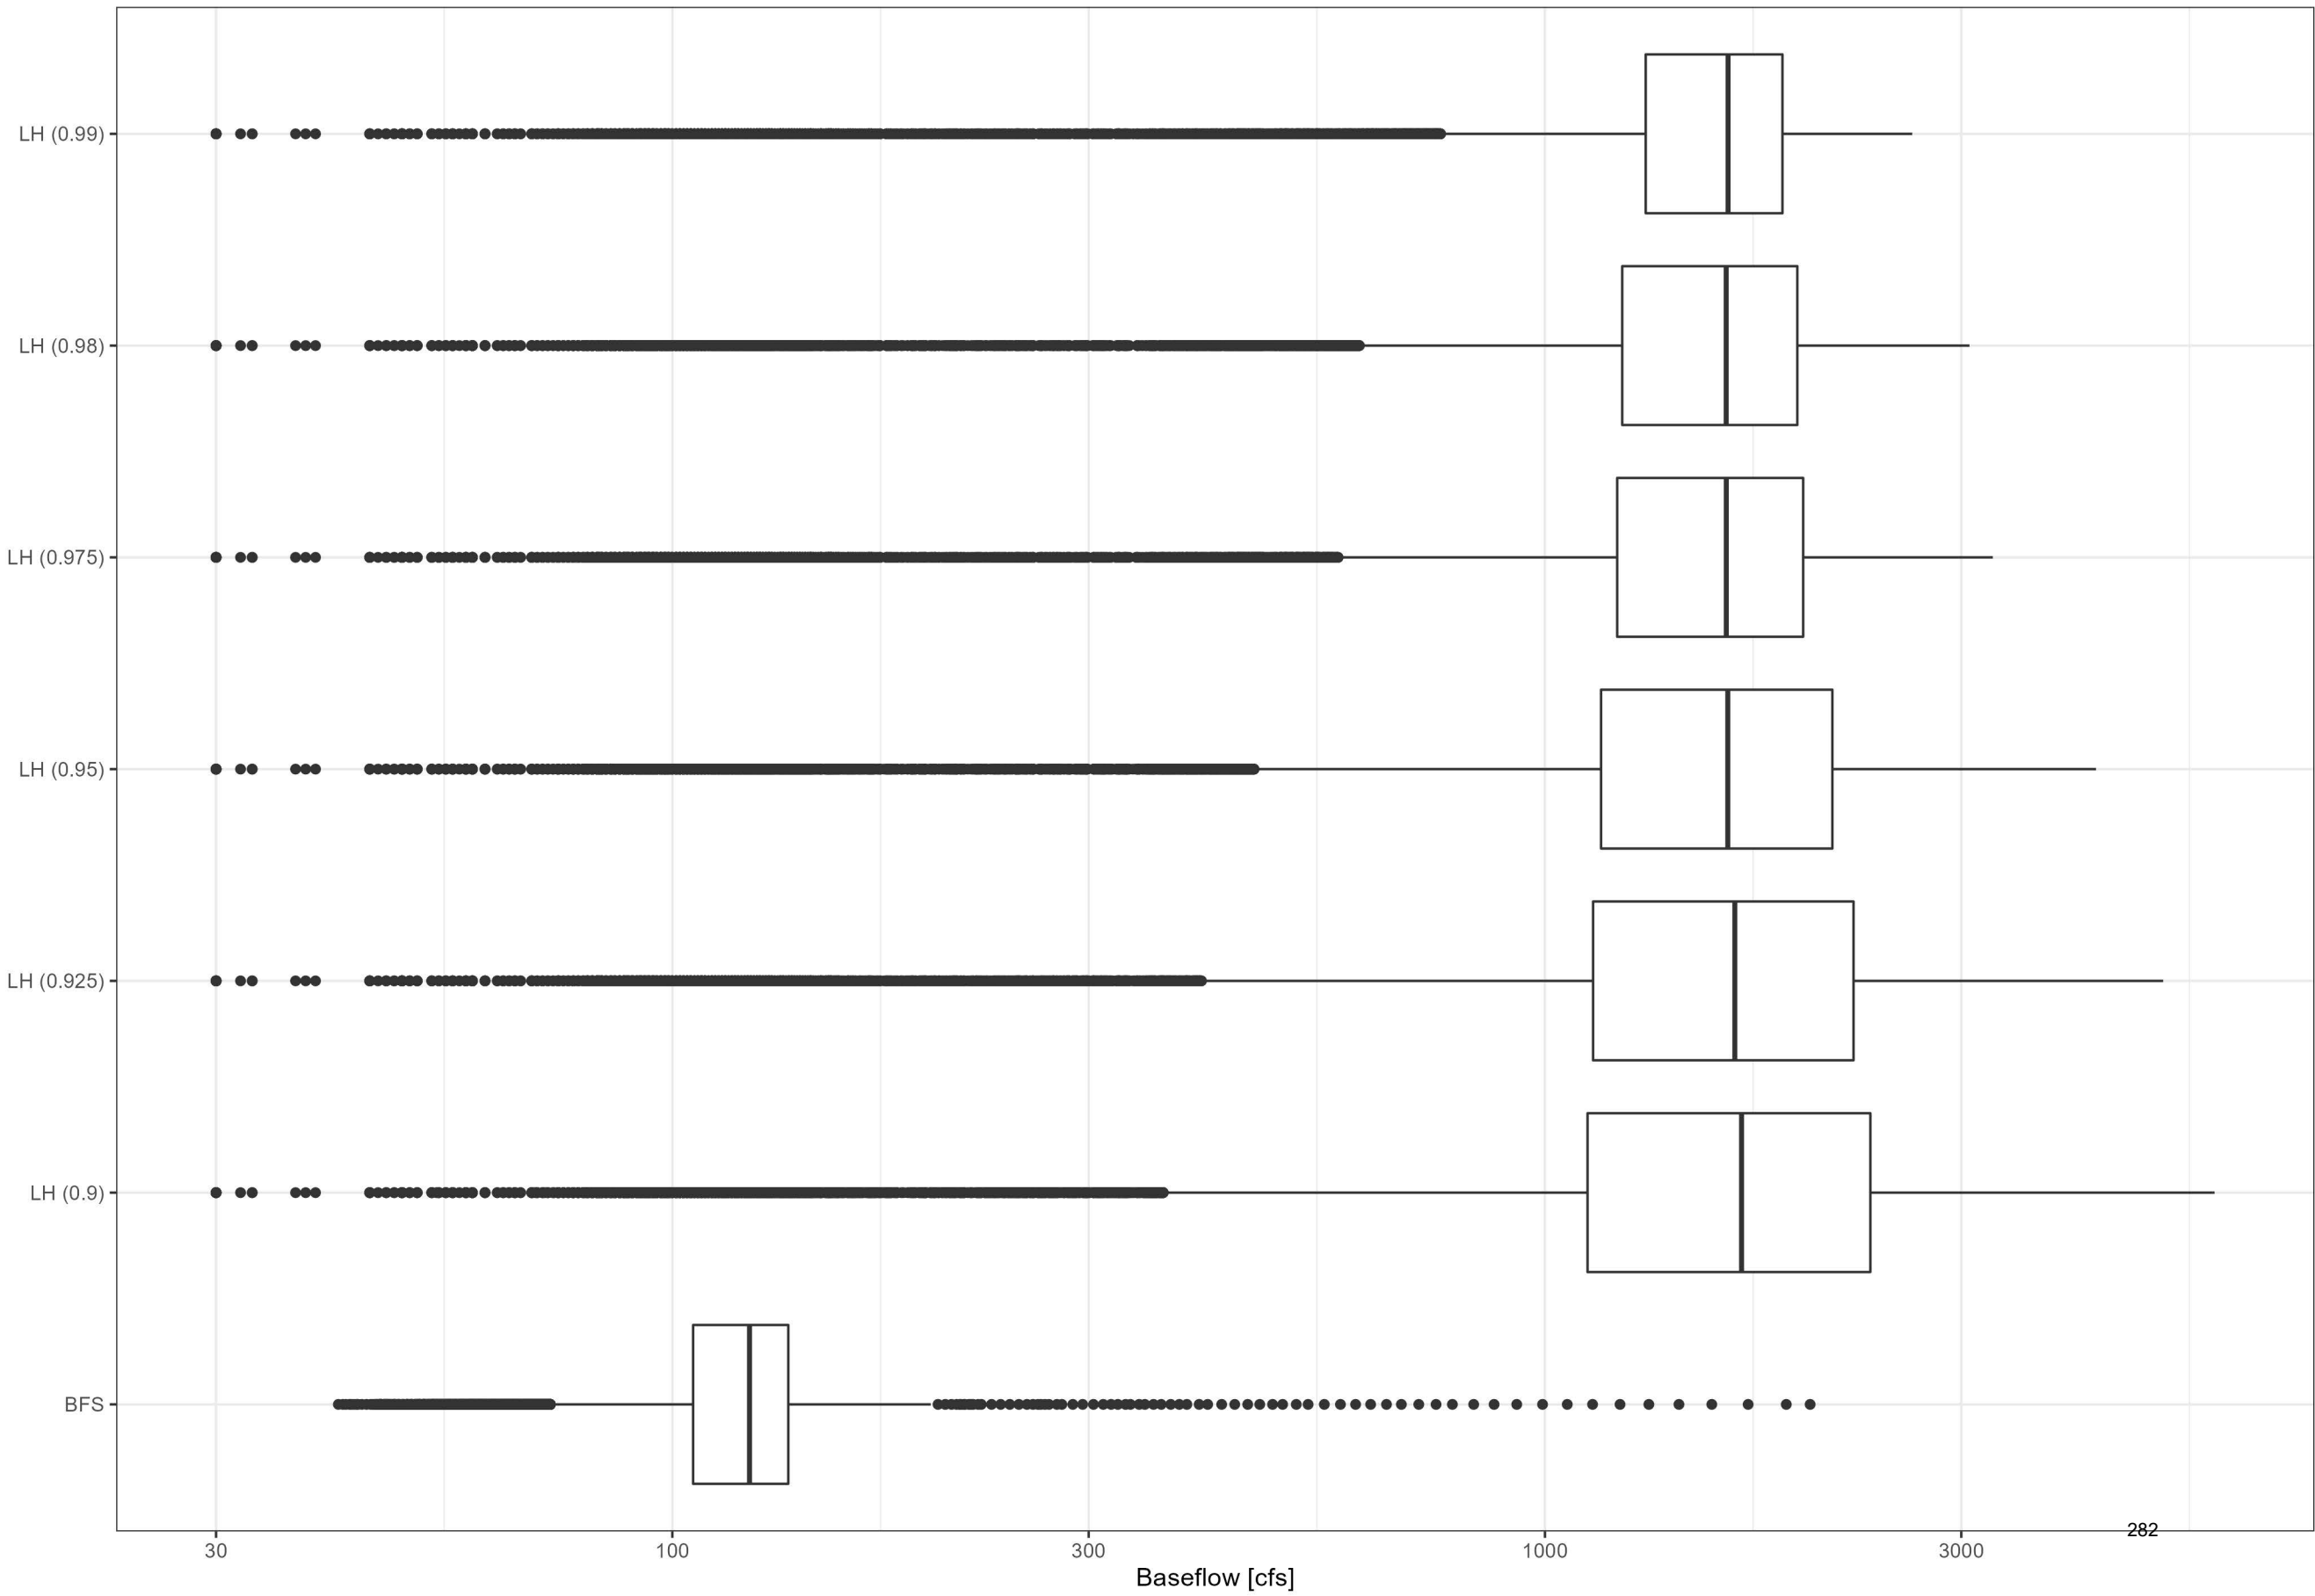 LH (0.99)
LH (0.98)
LH (0.975)
LH (0.95)
LH (0.925)
LH (0.9)
BFS
282
30 100 300 1000 3000
Baseflow [cfs]